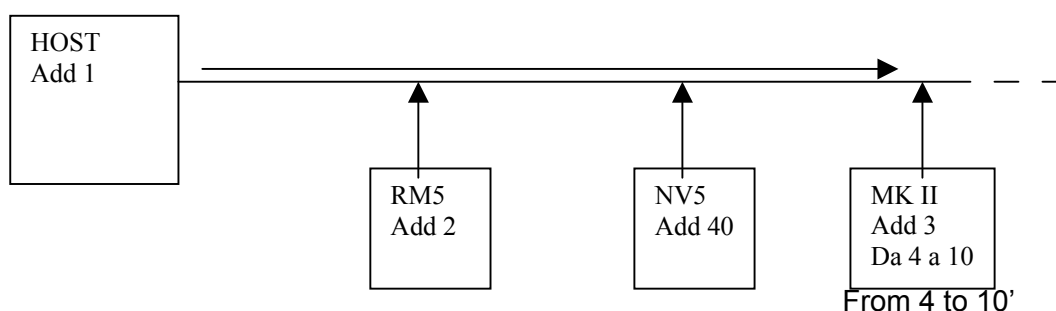 HOST
Add 1
RM5
Add 2
NV5
Add 40
MK II
Add 3
Da 4 a 10
From 4 to 10’